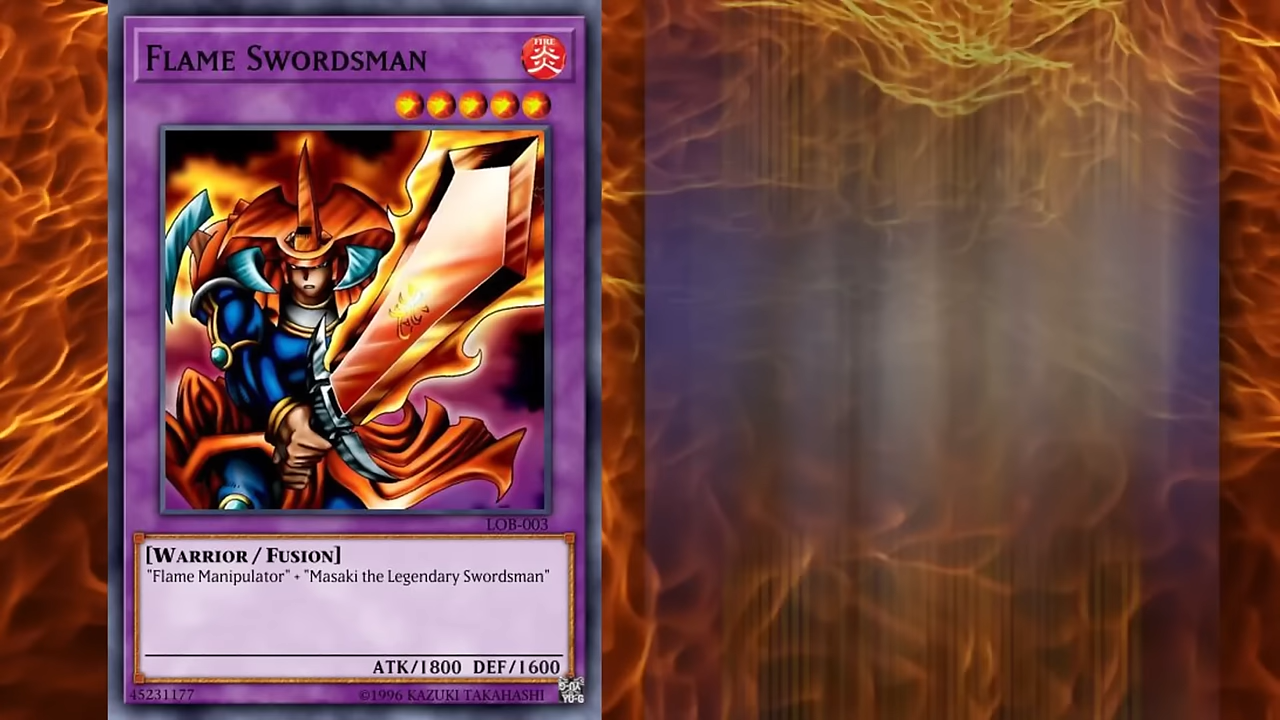 Flame Swordsman
FIRE
炎
LOB-003
[Warrior / Fusion]
"Flame Manipulator" + "Masaki the Legendary Swordsman"
ATK/1800 DEF/1600
45231177
©1996 KAZUKI TAKAHASHI